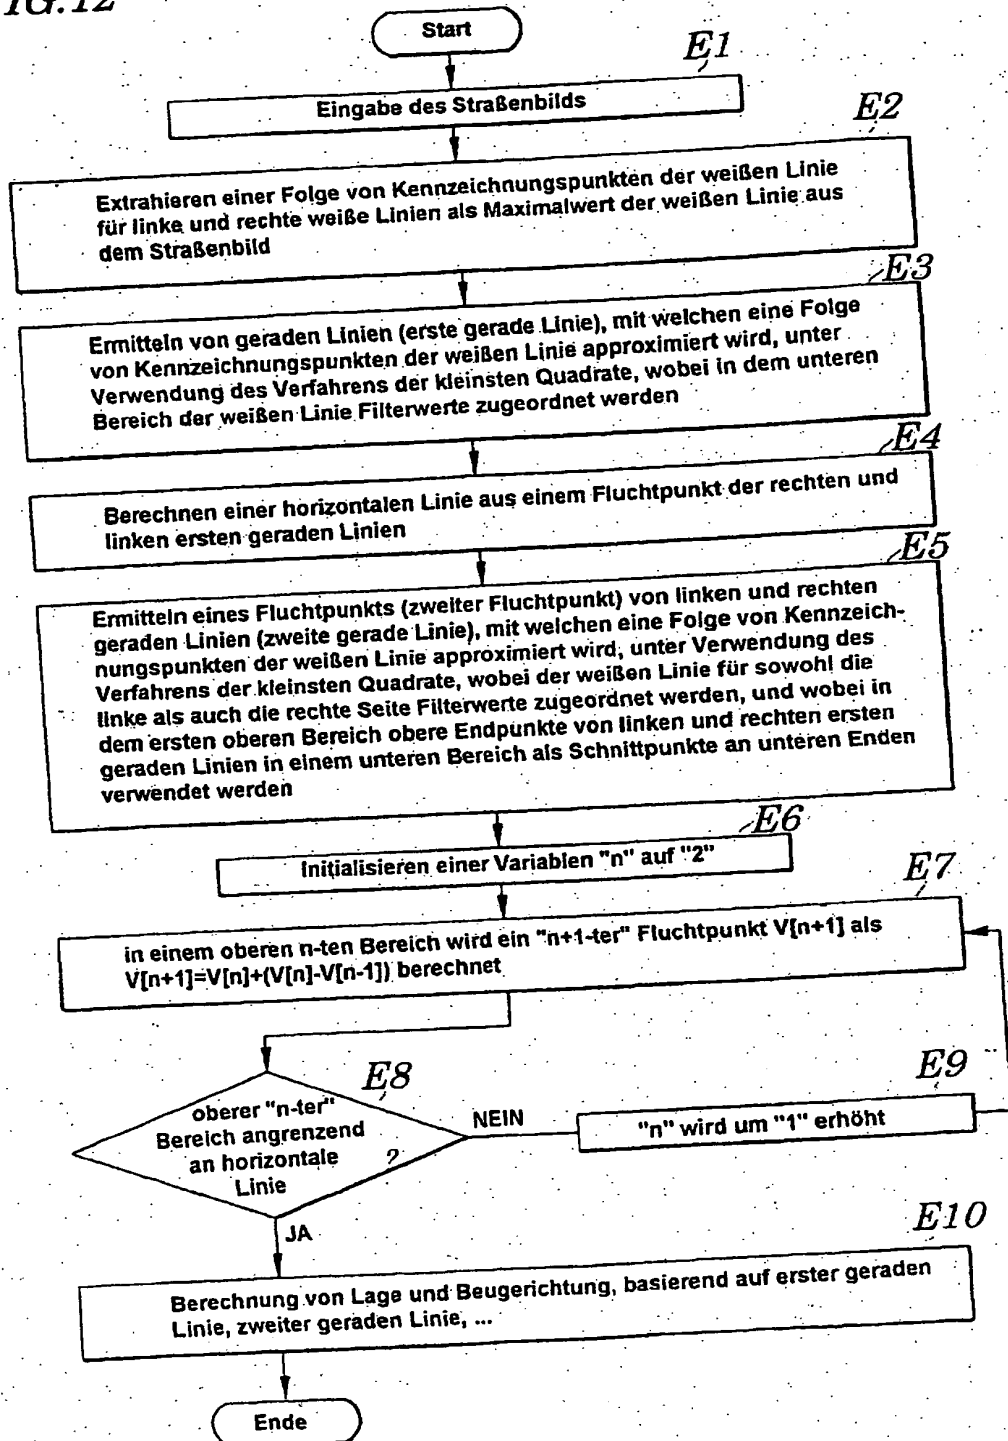 FIG.12
Start
E1
Eingabe des Straßenbilds
E2
Extrahieren einer Folge von Kennzeichnungspunkten der weißen Linie
für linke und rechte weiße Linien als Maximalwert der weißen Linie aus
dem Straßenbild
E3
Ermitteln von geraden Linien (erste gerade Linie), mit welchen eine Folge
von Kennzeichnungspunkten der weißen Linie approximiert wird, unter
Verwendung des Verfahrens der kleinsten Quadrate, wobei in dem unteren
Bereich der weißen Linie Filterwerte zugeordnet werden
E4
Berechnen einer horizontalen Linie aus einem Fluchtpunkt der rechten und
linken ersten geraden Linien
E5
Ermitteln eines Fluchtpunkts (zweiter Fluchtpunkt) von linken und rechten
geraden Linien (zweite gerade Linie), mit welchen eine Folge von Kennzeich-
nungspunkten der weißen Linie approximiert wird, unter Verwendung des
Verfahrens der kleinsten Quadrate, wobei der weißen Linie für sowohl die
linke als auch die rechte Seite Filterwerte zugeordnet werden, und wobei in
dem ersten oberen Bereich obere Endpunkte von linken und rechten ersten
geraden Linien in einem unteren Bereich als Schnittpunkte an unteren Enden
verwendet werden
E6
Initialisieren einer Variablen "n" auf "2"
E7
in einem oberen n-ten Bereich wird ein "n+1-ter" Fluchtpunkt V[n+1] als
V[n+1]=V[n]+(V[n]-V[n-1]) berechnet
E8
oberer "n-ter"
Bereich angrenzend
an horizontale ?
Linie
NEIN
E9
"n" wird um "1" erhöht
JA
E10
Berechnung von Lage und Beugerichtung, basierend auf erster geraden
Linie, zweiter geraden Linie, ...
Ende